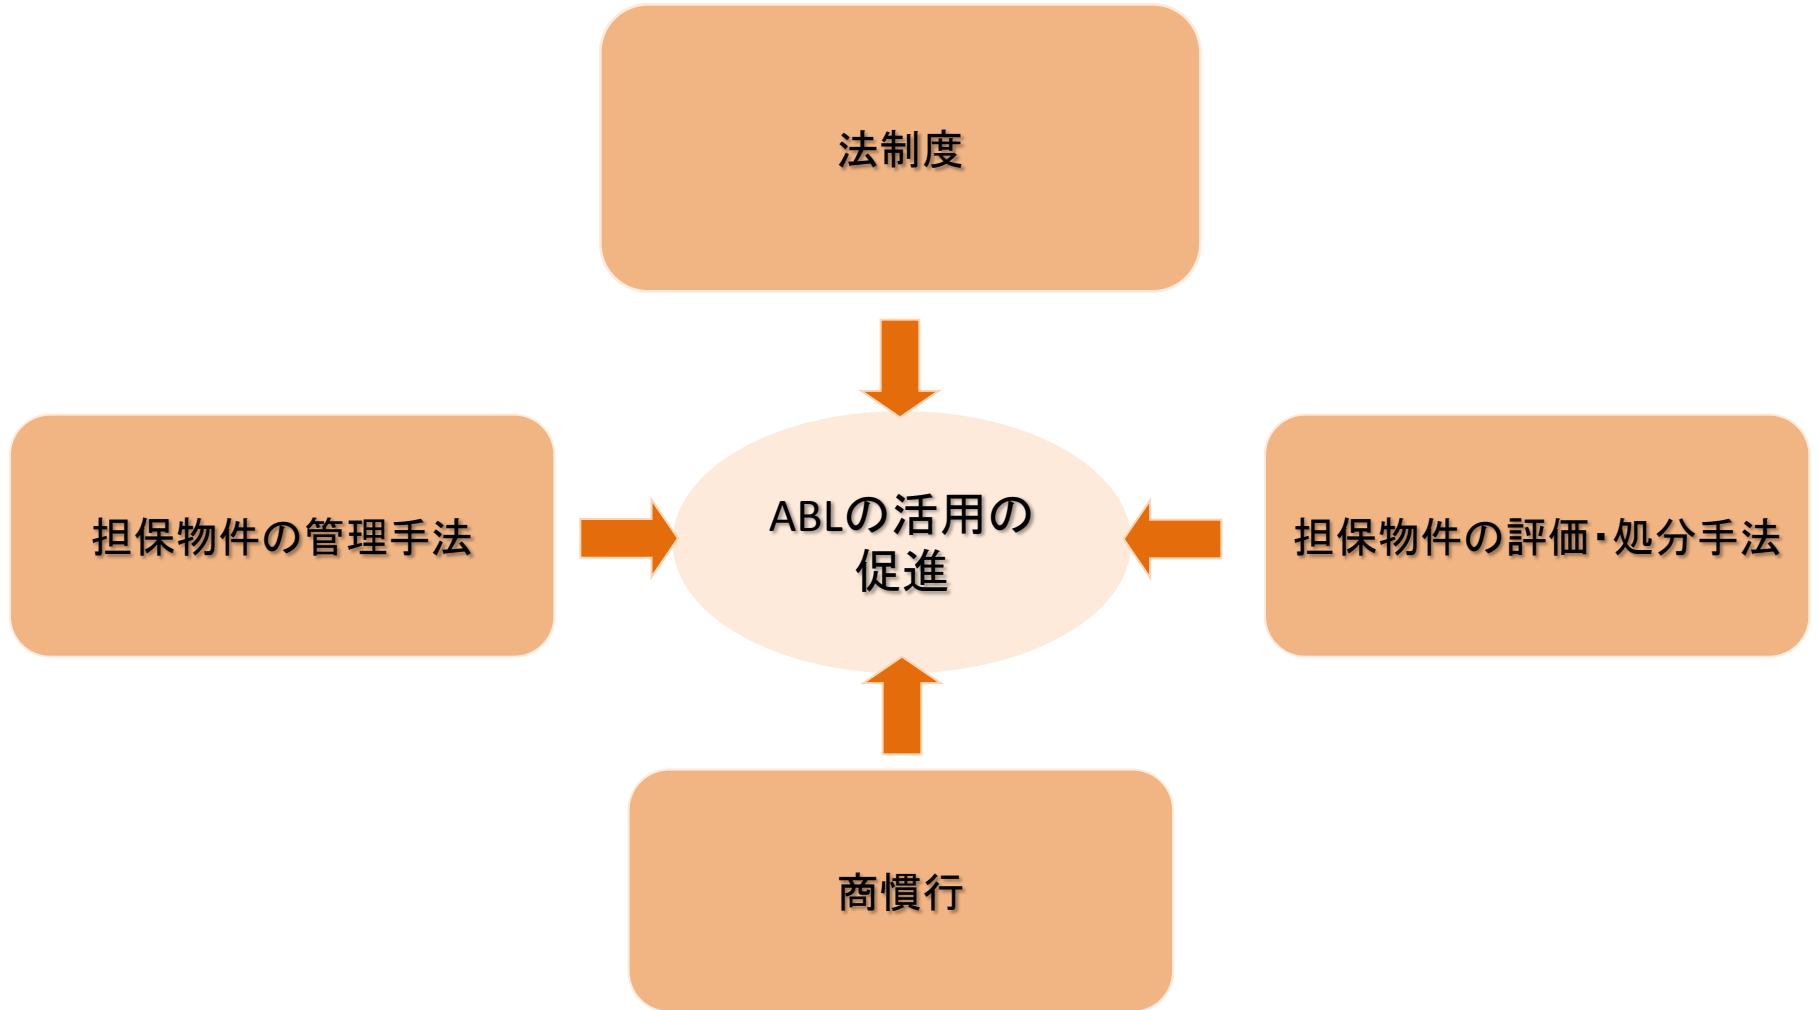 法制度
担保物件の管理手法
ABLの活用の
促進
担保物件の評価・処分手法
商慣行